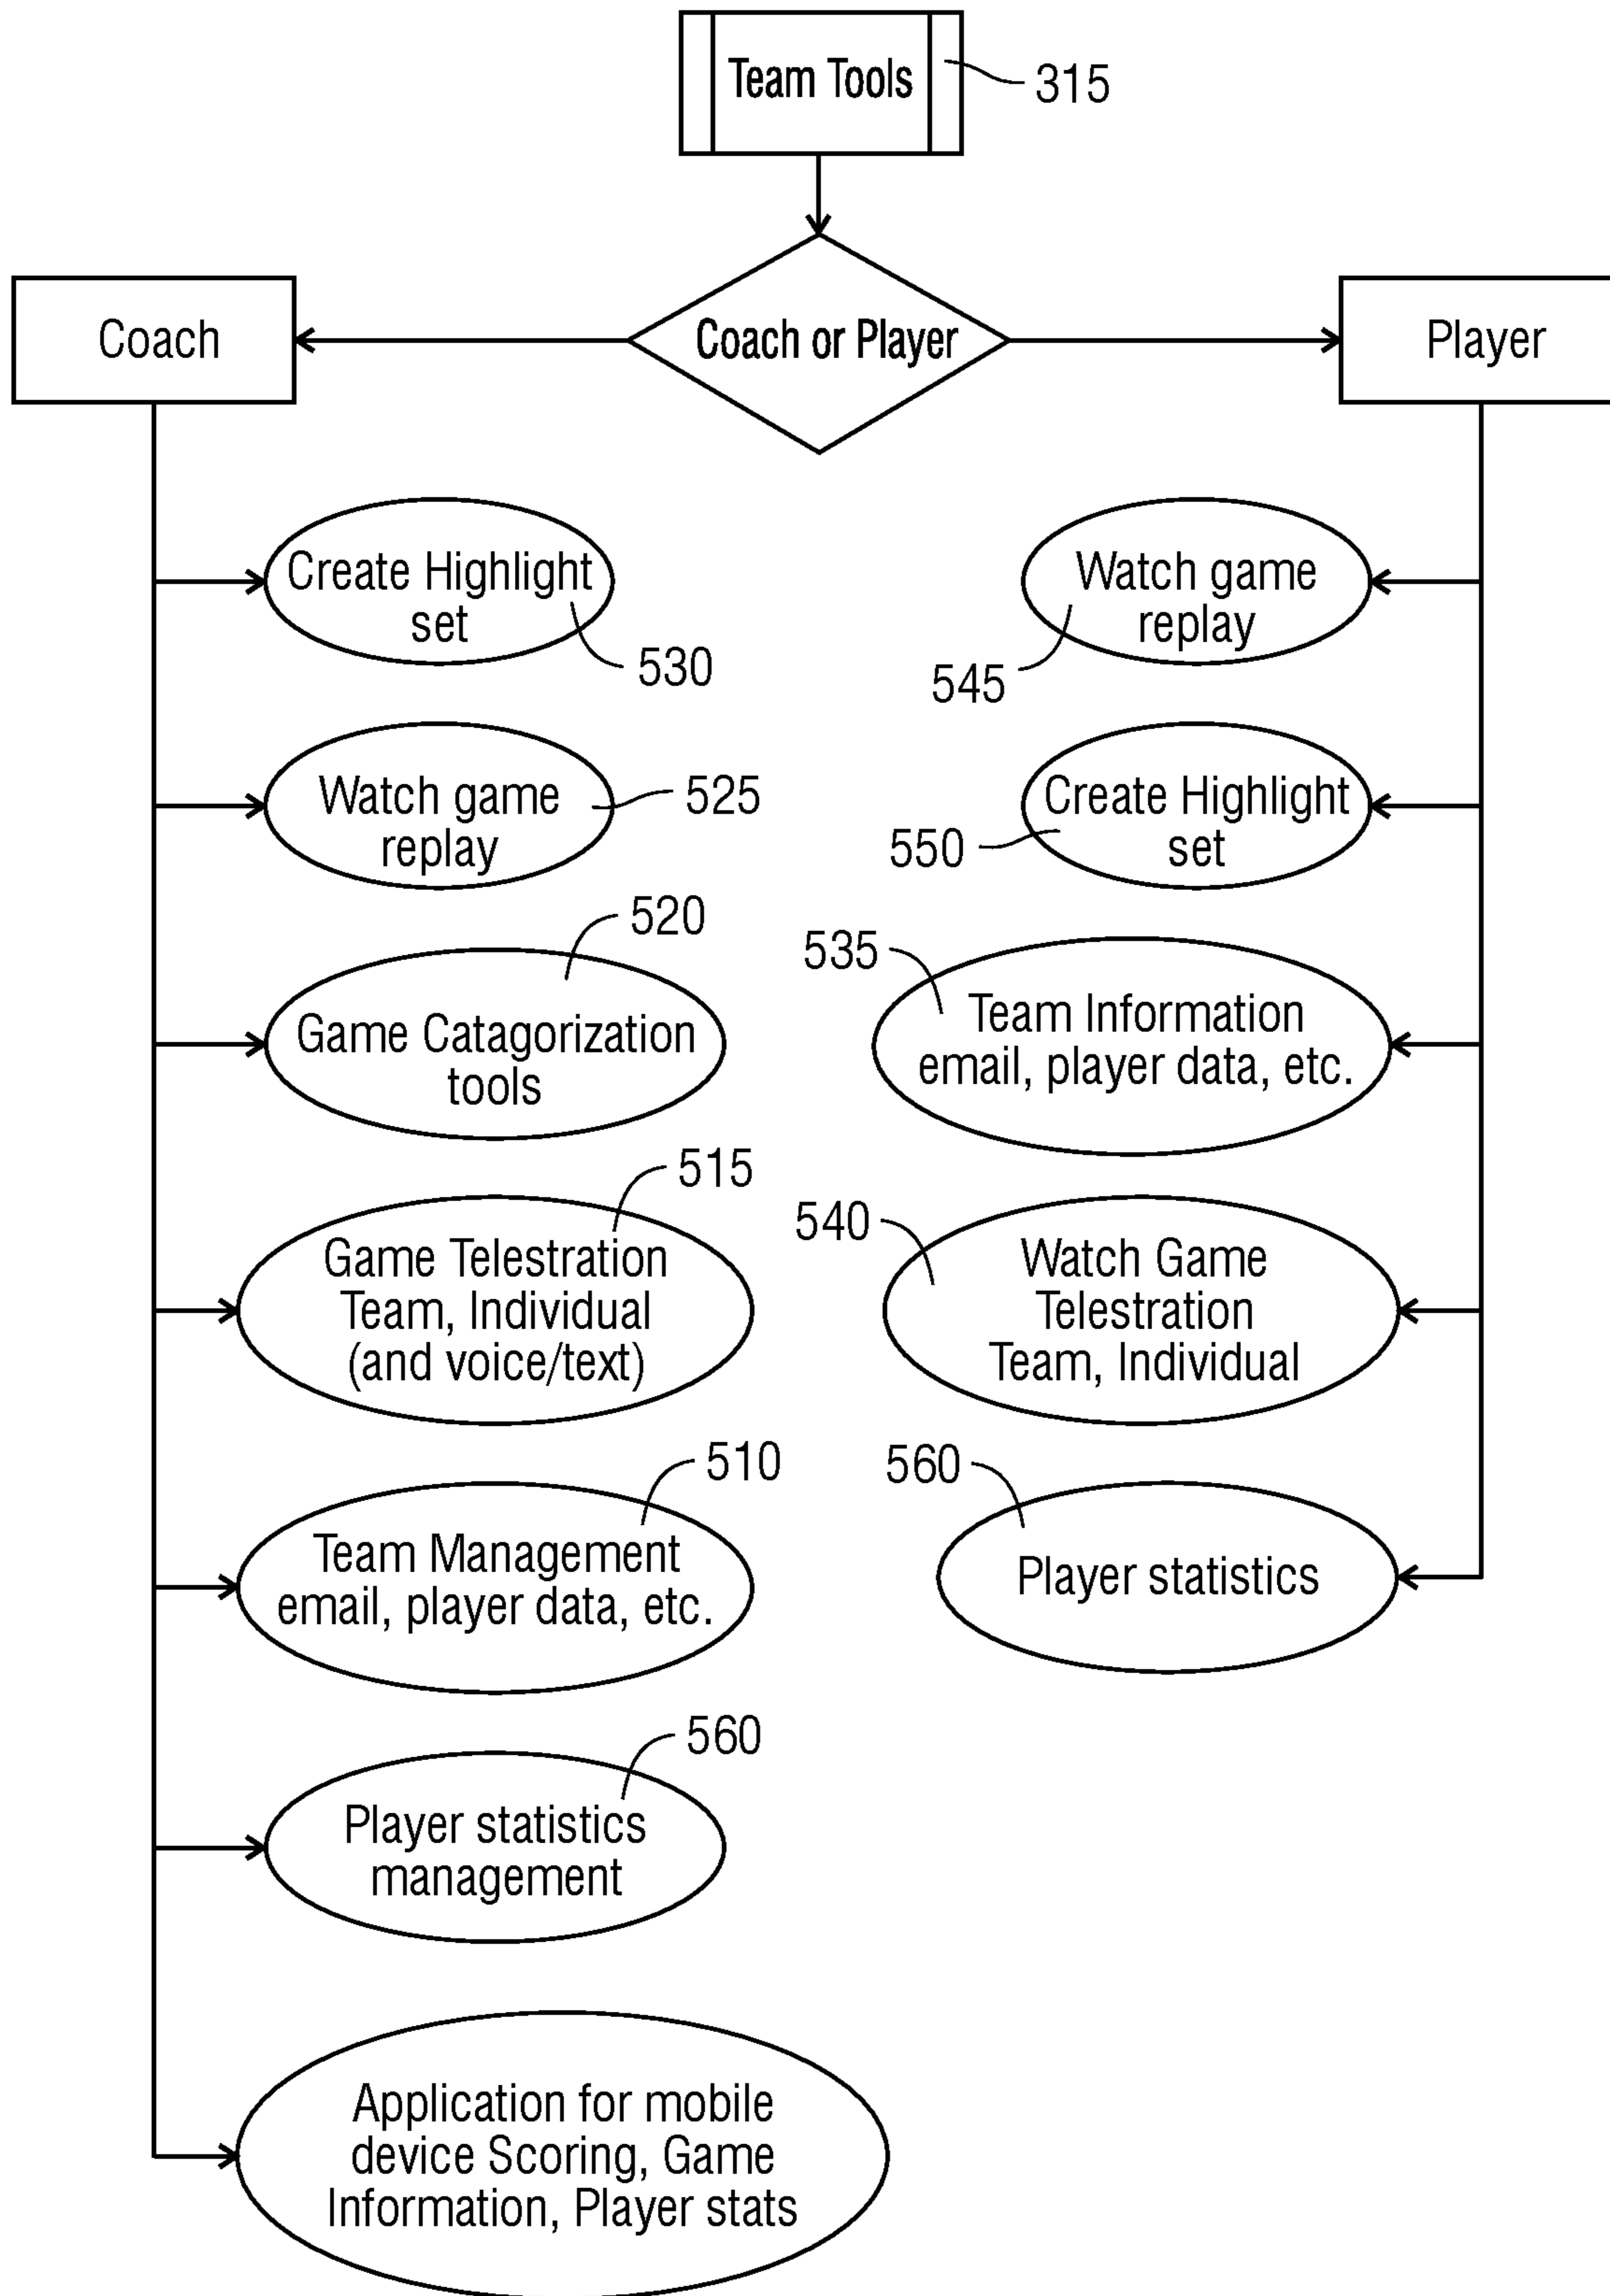 Team Tools
315
Coach
Coach or Player
Player
Create Highlight
set
530
Watch game
replay
525
520
Game Catagorization
tools
515
Game Telestration
Team, Individual
(and voice/text)
510
Team Management
email, player data, etc.
560
Player statistics
management
Application for mobile
device Scoring, Game
Information, Player stats
Watch game
replay
545
Create Highlight
set
550
535
Team Information
email, player data, etc.
540
Watch Game
Telestration
Team, Individual
560
Player statistics